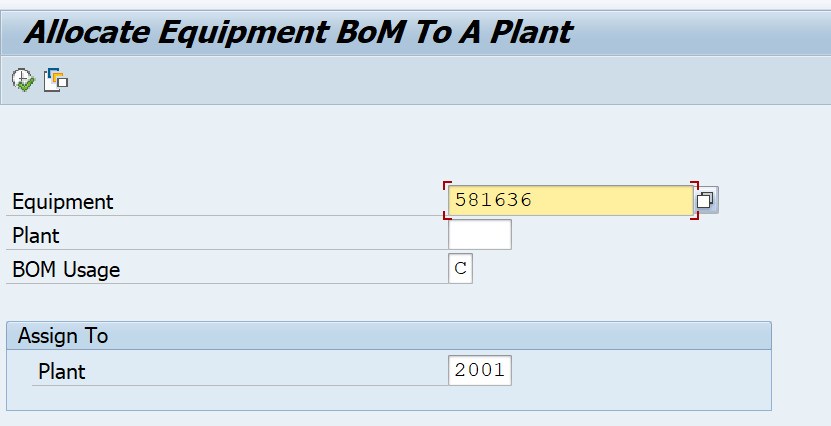 Allocate Equipment BoM To A Plant
Equipment 581636
Plant
BOM Usage C
Assign To
Plant 2001